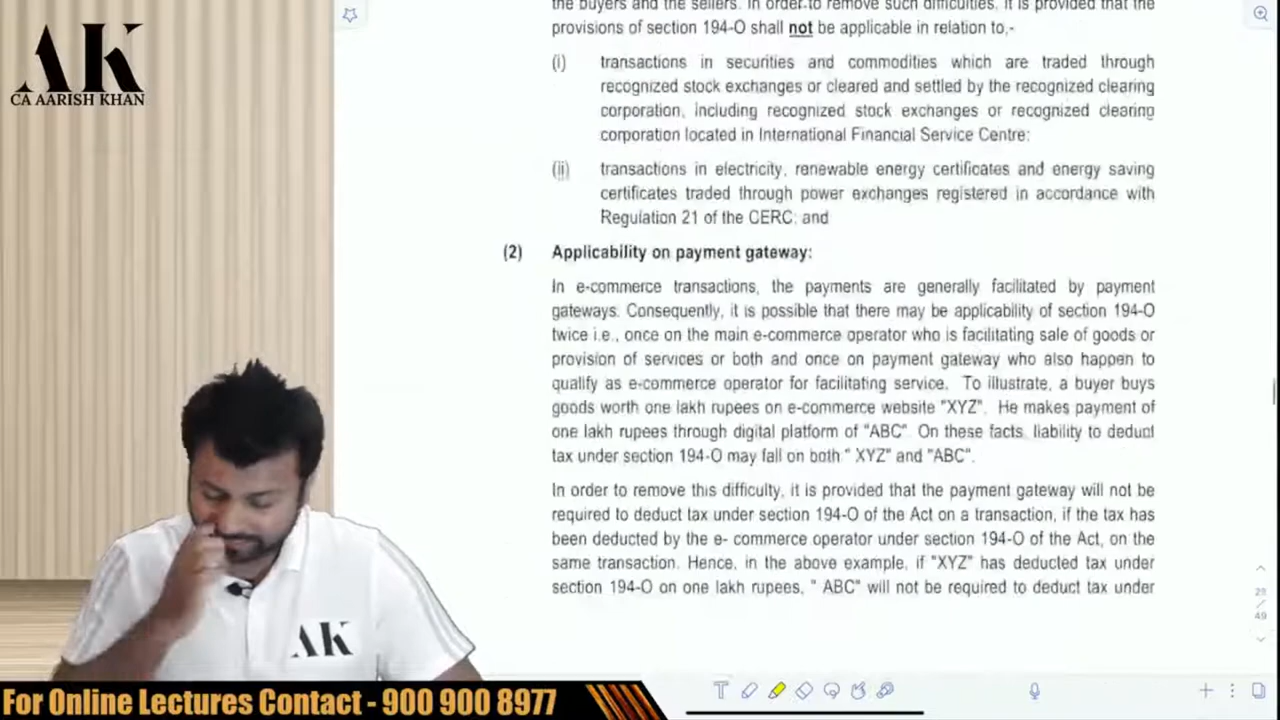 the buyers and the sellers. In order to remove such difficulties, it is provided that the
provisions of section 194-O shall not be applicable in relation to,-
AK
CA AARISH KHAN
(i) transactions in securities and commodities which are traded through
recognized stock exchanges or cleared and settled by the recognized clearing
corporation, including recognized stock exchanges or recognized clearing
corporation located in International Financial Service Centre;
(ii) transactions in electricity, renewable energy certificates and energy saving
certificates traded through power exchanges registered in accordance with
Regulation 21 of the CERC; and
(2) Applicability on payment gateway:
In e-commerce transactions, the payments are generally facilitated by payment
gateways. Consequently, it is possible that there may be applicability of section 194-O
twice i.e., once on the main e-commerce operator who is facilitating sale of goods or
provision of services or both and once on payment gateway who also happen to
qualify as e-commerce operator for facilitating service. To illustrate, a buyer buys
goods worth one lakh rupees on e-commerce website "XYZ". He makes payment of
one lakh rupees through digital platform of "ABC". On these facts, liability to deduct
tax under section 194-O may fall on both " XYZ" and "ABC".
In order to remove this difficulty, it is provided that the payment gateway will not be
required to deduct tax under section 194-O of the Act on a transaction, if the tax has
been deducted by the e- commerce operator under section 194-O of the Act, on the
same transaction. Hence, in the above example, if "XYZ" has deducted tax under
section 194-O on one lakh rupees, " ABC" will not be required to deduct tax under
29
/
49
AK
For Online Lectures Contact - 900 900 8977